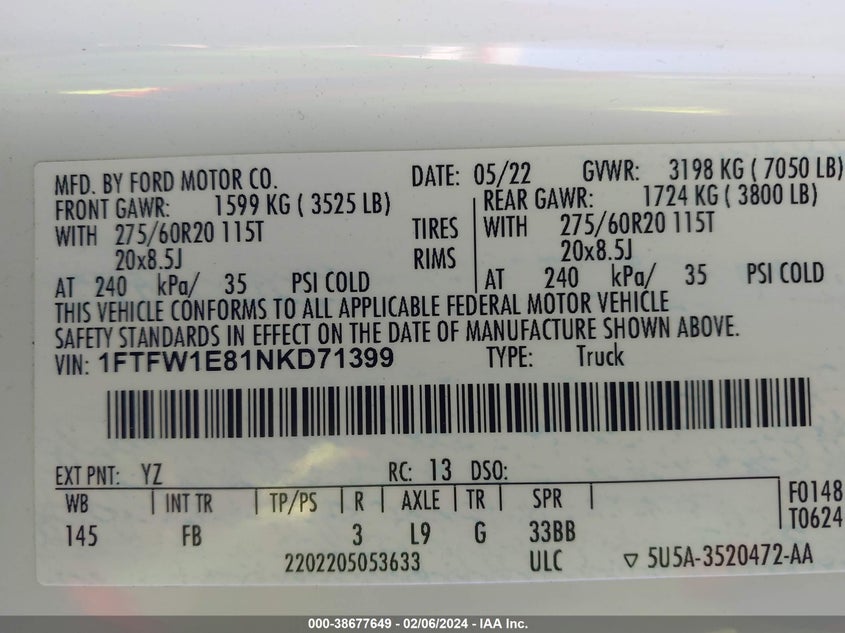 MFD. BY FORD MOTOR CO. DATE: 05/22 GVWR: 3198 KG ( 7050 LB)
FRONT GAWR: 1599 KG ( 3525 LB) REAR GAWR: 1724 KG ( 3800 LB)
WITH 275/60R20 115T TIRES WITH 275/60R20 115T
20x8.5J RIMS 20x8.5J
AT 240 kPa/ 35 PSI COLD AT 240 kPa/ 35 PSI COLD
THIS VEHICLE CONFORMS TO ALL APPLICABLE FEDERAL MOTOR VEHICLE
SAFETY STANDARDS IN EFFECT ON THE DATE OF MANUFACTURE SHOWN ABOVE.
VIN: 1FTFW1E81NKD71399 TYPE: Truck
EXT PNT: YZ RC: 13 DSO:
WB INT TR TP/PS R AXLE TR SPR F0148
145 FB 3 L9 G 33BB T0624
2202205053633 ULC ▽ 5U5A-3520472-AA
000-38677649 - 02/06/2024 - IAA Inc.